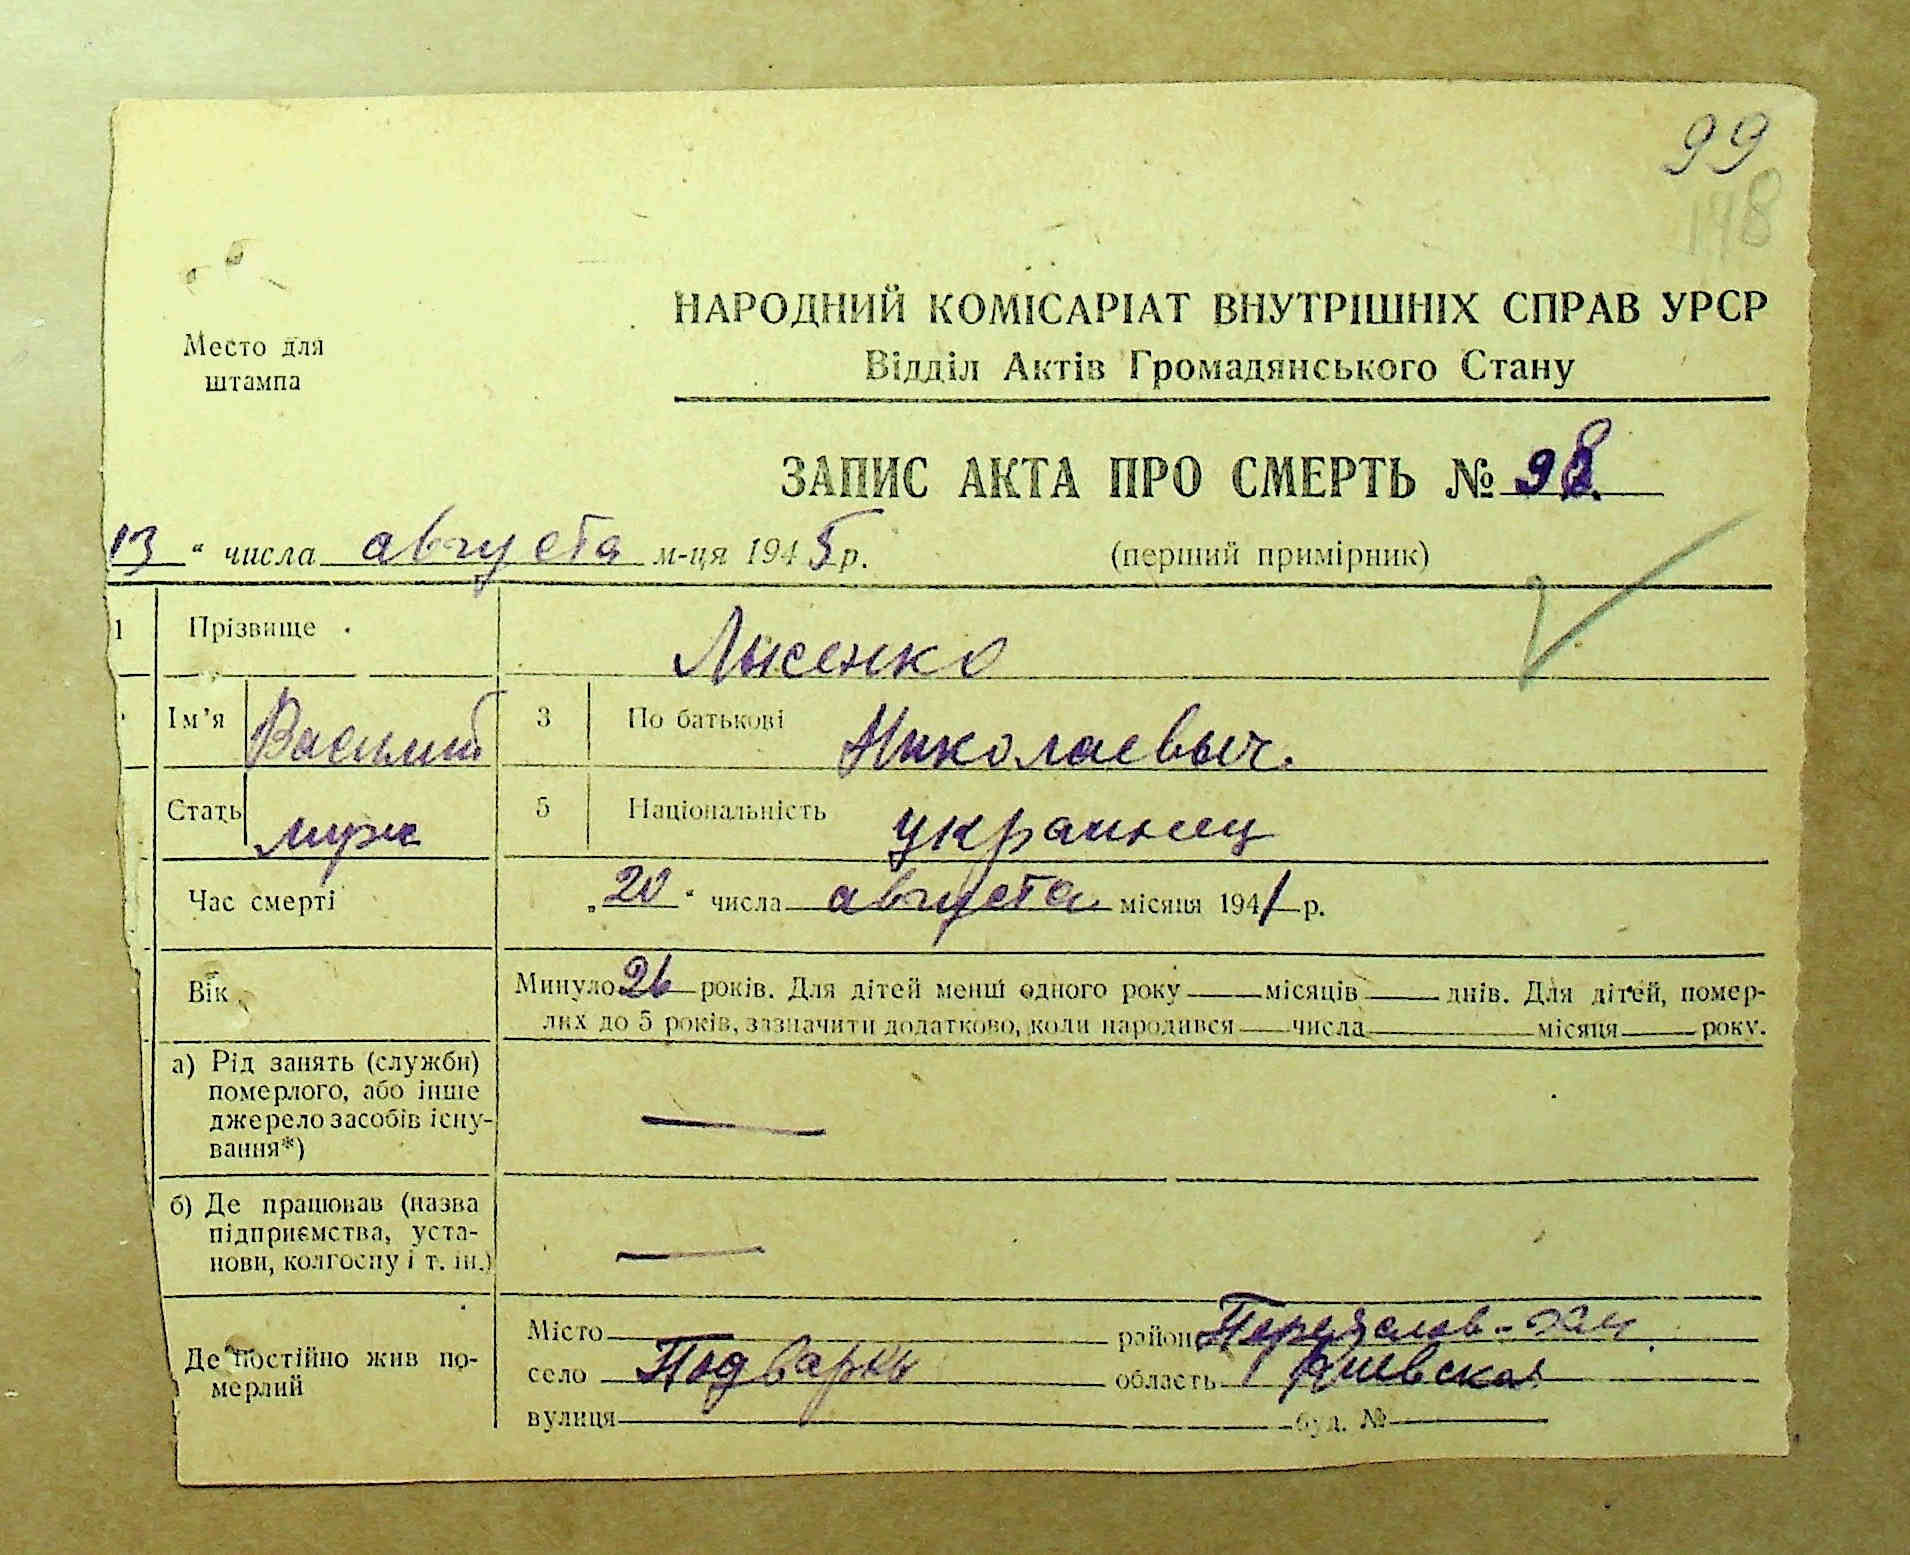 99
148
Место для
штампа
НАРОДНИЙ КОМІСАРІАТ ВНУТРІШНІХ СПРАВ УРСР
Відділ Актів Громадянського Стану
ЗАПИС АКТА ПРО СМЕРТЬ № 98.
13 " числа августа м-ця 1945 р.
(перший примірник)
1 Прізвище Лысенко
Ім'я Василий 3 По батькові Николаевыч.
Стать муж 5 Національність украинец
Час смерті „20" числа августа місяця 1941 р.
Вік
Минуло 26 років. Для дітей менш одного року місяців днів. Для дітей, помер-
лих до 5 років, зазначити додатково, коли народився числа місяця року.
а) Рід занять (служби)
померлого, або інше
джерело засобів існу-
вання*) —
б) Де працював (назва
підприємства, уста-
нови, колгоспу і т. ін.) —
Де постійно жив по-
мерлий
Місто район Переяслав-хм
село Подварки область Киевская
вулиця буд. №